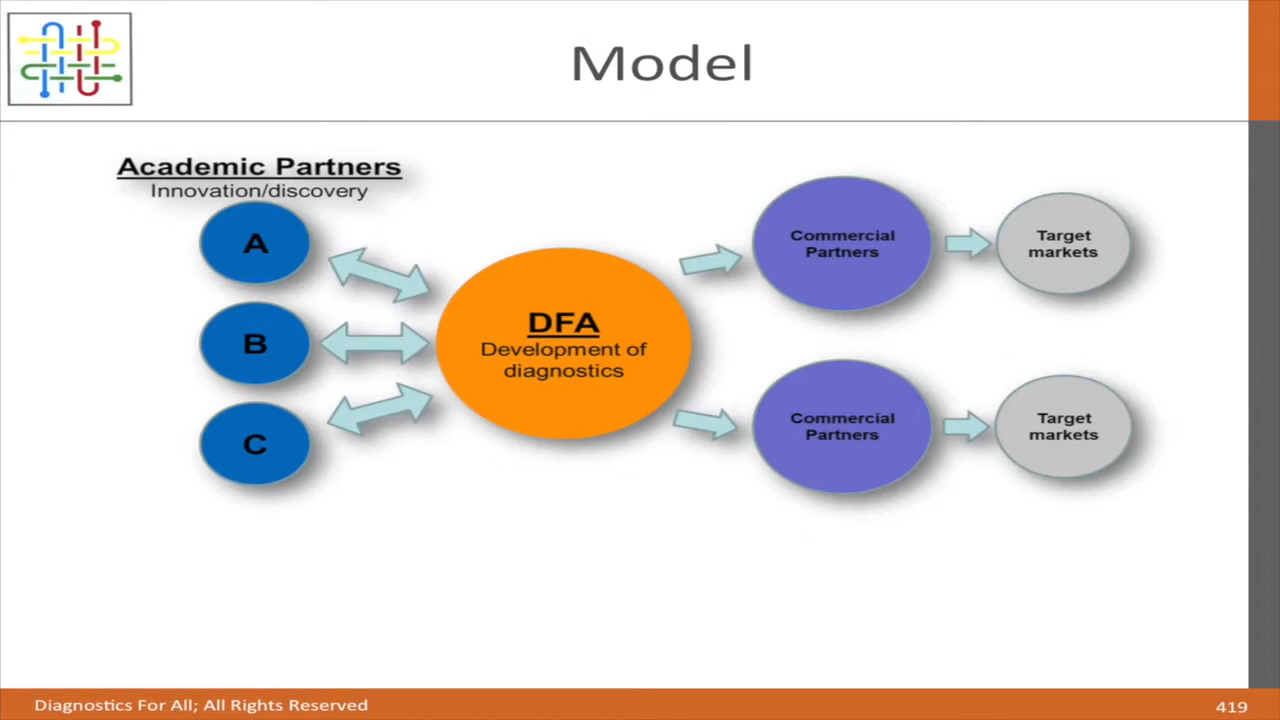 Model
Academic Partners
Innovation/discovery
A
B
C
DFA
Development of
diagnostics
Commercial
Partners
Target
markets
Commercial
Partners
Target
markets
Diagnostics For All; All Rights Reserved
419